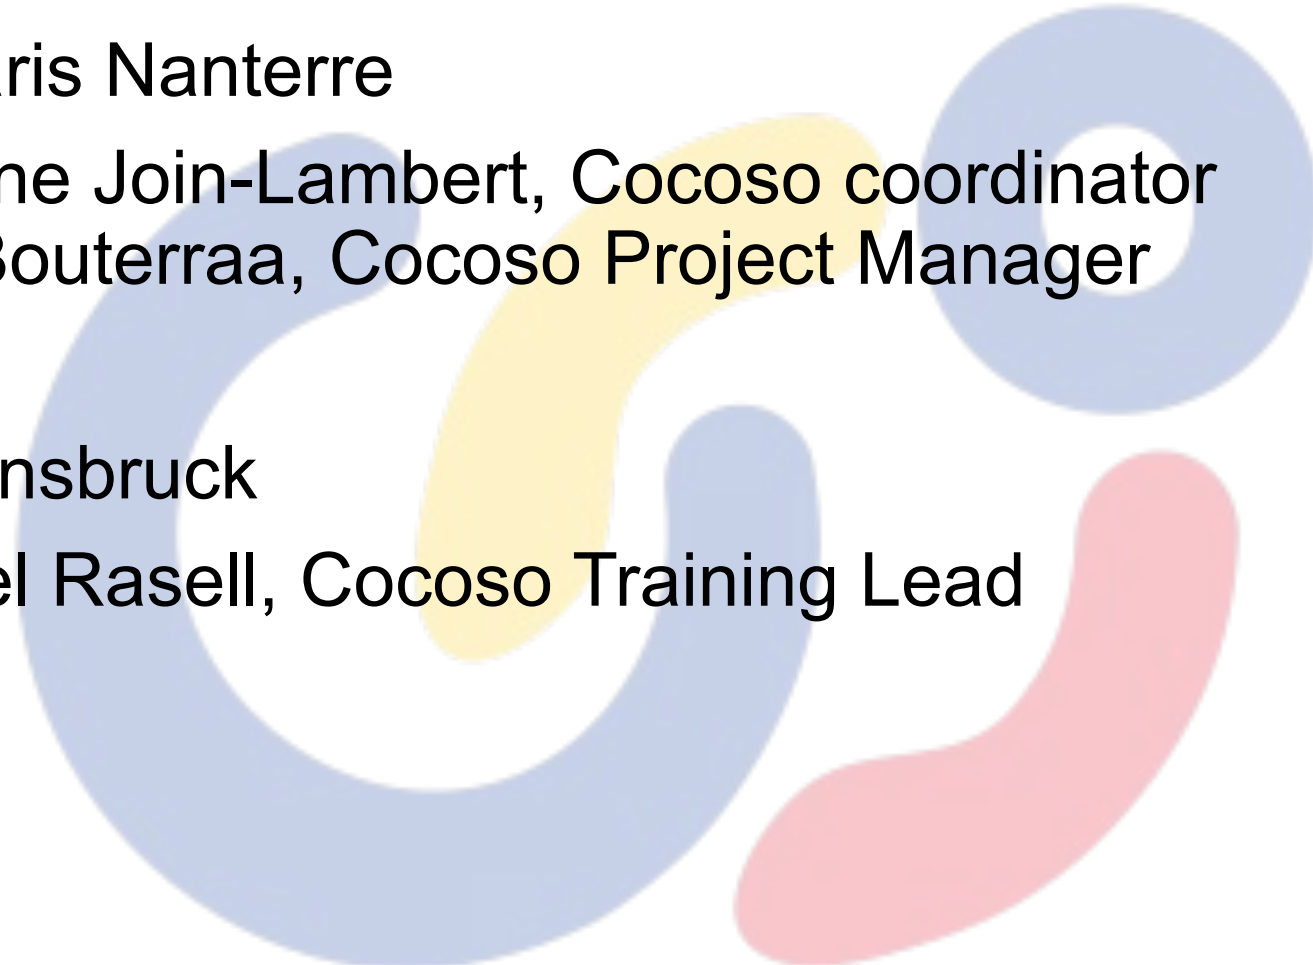 ris Nanterre
ne Join-Lambert, Cocoso coordinator
Bouterraa, Cocoso Project Manager
nsbruck
el Rasell, Cocoso Training Lead